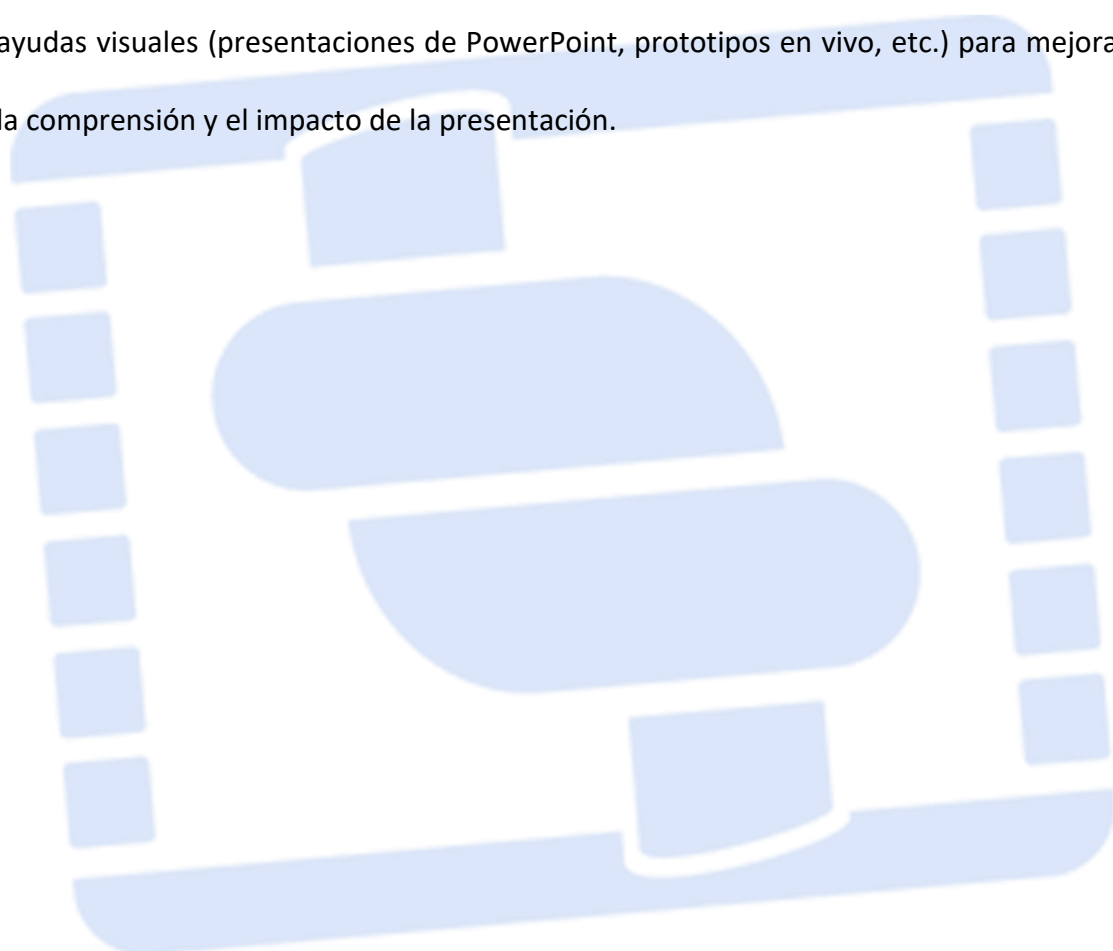 ayudas visuales (presentaciones de PowerPoint, prototipos en vivo, etc.) para mejora
la comprensión y el impacto de la presentación.